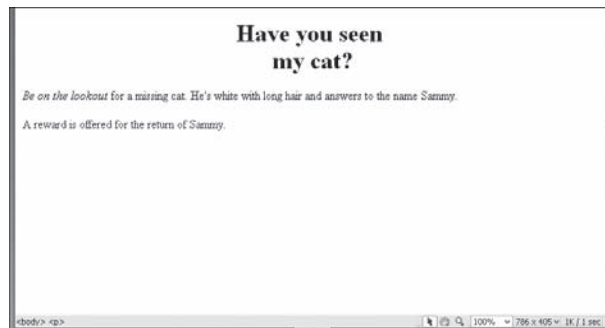 Have you seen
my cat?
Be on the lookout for a missing cat. He's white with long hair and answers to the name Sammy.
A reward is offered for the return of Sammy.
<body> <p> 100% 786 x 405 1K / 1 sec